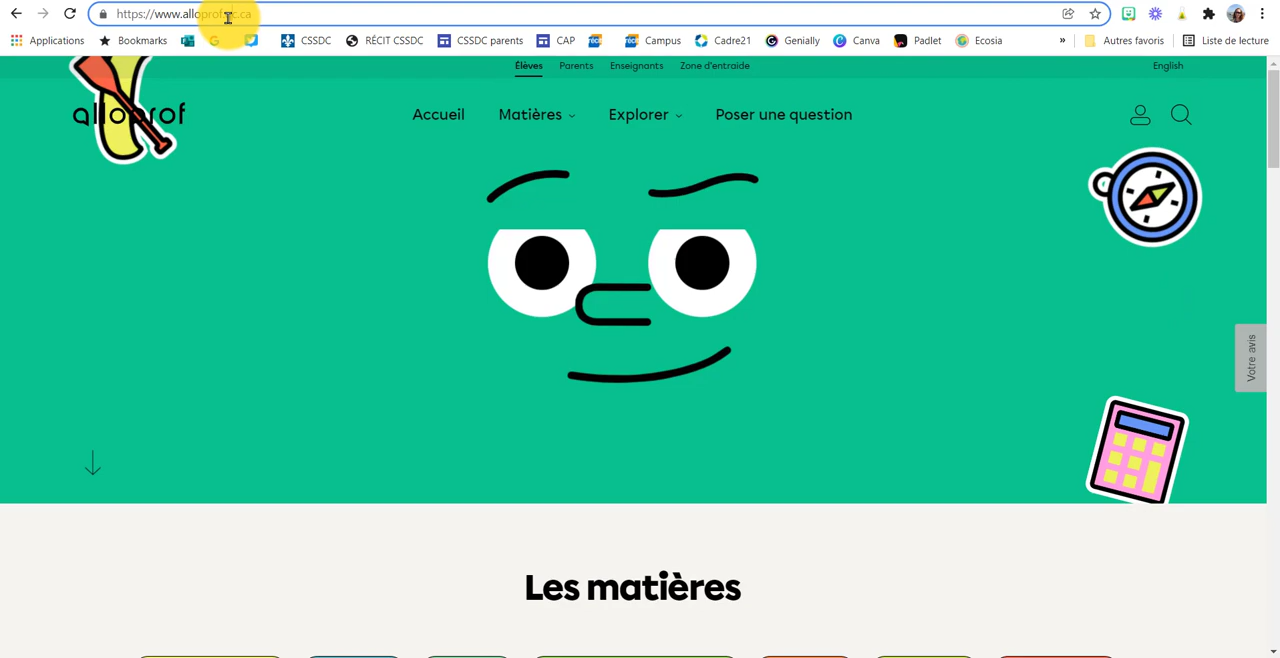 https://www.alloprof.qc.ca
Applications Bookmarks CSSDC RÉCIT CSSDC CSSDC parents CAP Campus Cadre21 Genially Canva Padlet Ecosia » Autres favoris Liste de lecture
Élèves Parents Enseignants Zone d'entraide English
alloprof Accueil Matières Explorer Poser une question
Votre avis
Les matières